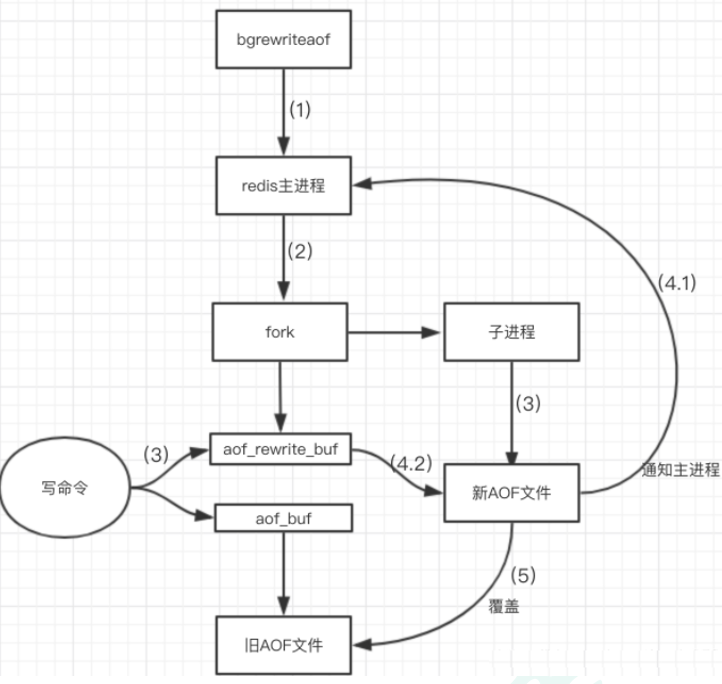 bgrewriteaof
(1)
redis主进程
(2)
(4.1)
fork
子进程
(3)
(3)
aof_rewrite_buf
(4.2)
通知主进程
写命令
新AOF文件
aof_buf
(5)
覆盖
旧AOF文件